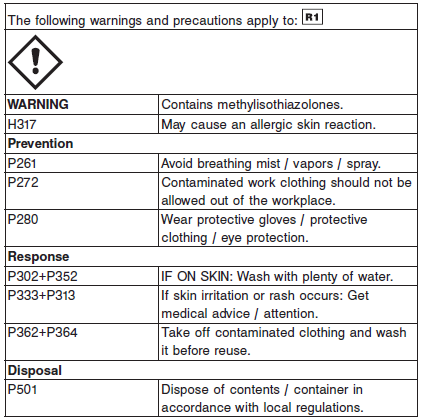 The following warnings and precautions apply to: R1
!
WARNING Contains methylisothiazolones.
H317 May cause an allergic skin reaction.
Prevention
P261 Avoid breathing mist / vapors / spray.
P272 Contaminated work clothing should not be
allowed out of the workplace.
P280 Wear protective gloves / protective
clothing / eye protection.
Response
P302+P352 IF ON SKIN: Wash with plenty of water.
P333+P313 If skin irritation or rash occurs: Get
medical advice / attention.
P362+P364 Take off contaminated clothing and wash
it before reuse.
Disposal
P501 Dispose of contents / container in
accordance with local regulations.